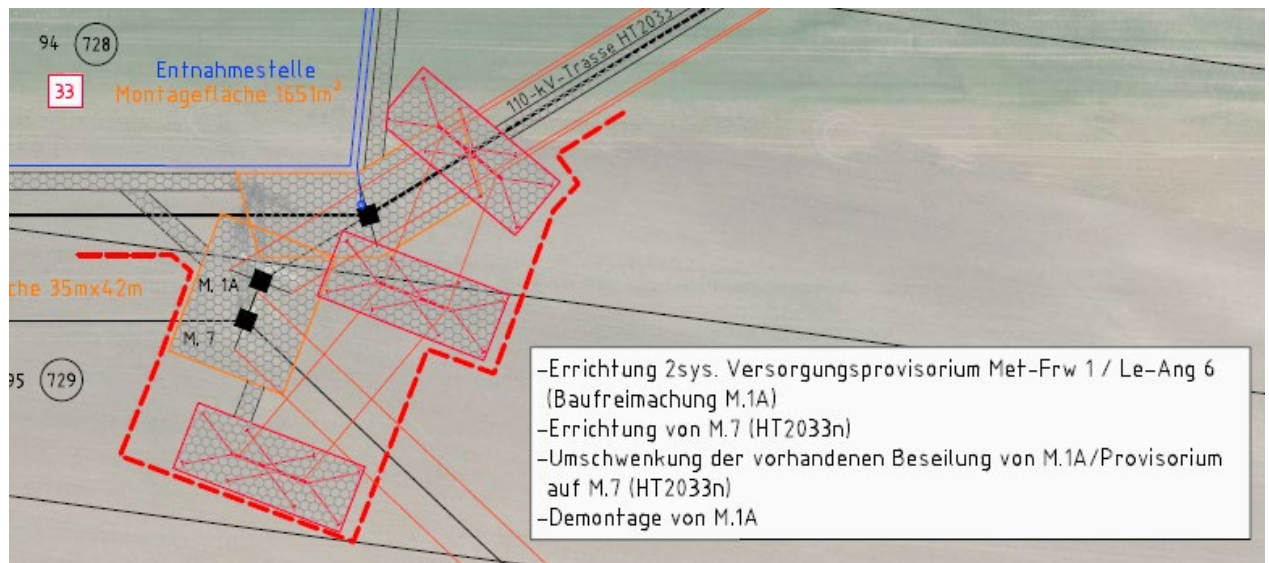 94 728
33
Entnahmestelle
Montagefläche 1651m²
110-kV-Trasse HT2033
M. 1A
che 35mx42m
M. 7
95 729
-Errichtung 2sys. Versorgungsprovisorium Met-Frw 1 / Le-Ang 6
(Baufreimachung M.1A)
-Errichtung von M.7 (HT2033n)
-Umschwenkung der vorhandenen Beseilung von M.1A/Provisorium
auf M.7 (HT2033n)
-Demontage von M.1A